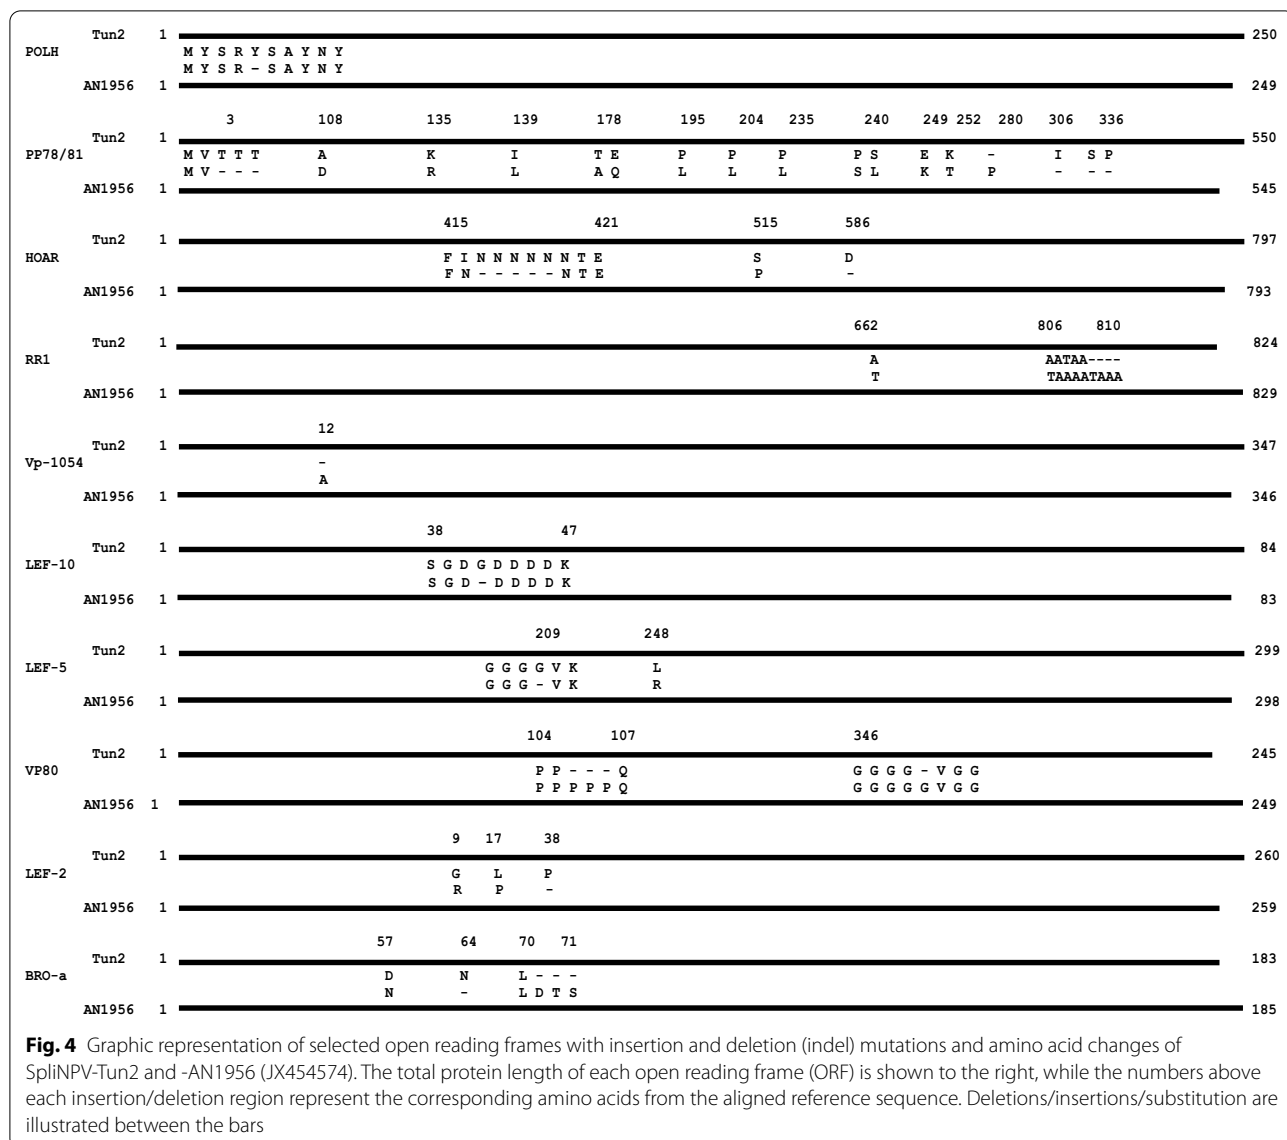 Tun2 1 250
POLH M Y S R Y S A Y N Y
M Y S R - S A Y N Y
AN1956 1 249
3 108 135 139 178 195 204 235 240 249 252 280 306 336
Tun2 1 550
PP78/81 M V T T T A K I T E P P P P S E K - I S P
M V - - - D R L A Q L L L S L K T P - - -
AN1956 1 545
415 421 515 586
Tun2 1 797
HOAR F I N N N N N N T E S D
F N - - - - - N T E P -
AN1956 1 793
662 806 810
Tun2 1 824
RR1 A AATAA----
T TAAAATAAA
AN1956 1 829
12
Tun2 1 347
Vp-1054 -
A
AN1956 1 346
38 47
Tun2 1 84
LEF-10 S G D G D D D D K
S G D - D D D D K
AN1956 1 83
209 248
Tun2 1 299
LEF-5 G G G G V K L
G G G - V K R
AN1956 1 298
104 107 346
Tun2 1 245
VP80 P P - - - Q G G G G - V G G
P P P P P Q G G G G G V G G
AN1956 1 249
9 17 38
Tun2 1 260
LEF-2 G L P
R P -
AN1956 1 259
57 64 70 71
Tun2 1 183
BRO-a D N L - - -
N - L D T S
AN1956 1 185
Fig. 4 Graphic representation of selected open reading frames with insertion and deletion (indel) mutations and amino acid changes of
SpliNPV-Tun2 and -AN1956 (JX454574). The total protein length of each open reading frame (ORF) is shown to the right, while the numbers above
each insertion/deletion region represent the corresponding amino acids from the aligned reference sequence. Deletions/insertions/substitution are
illustrated between the bars